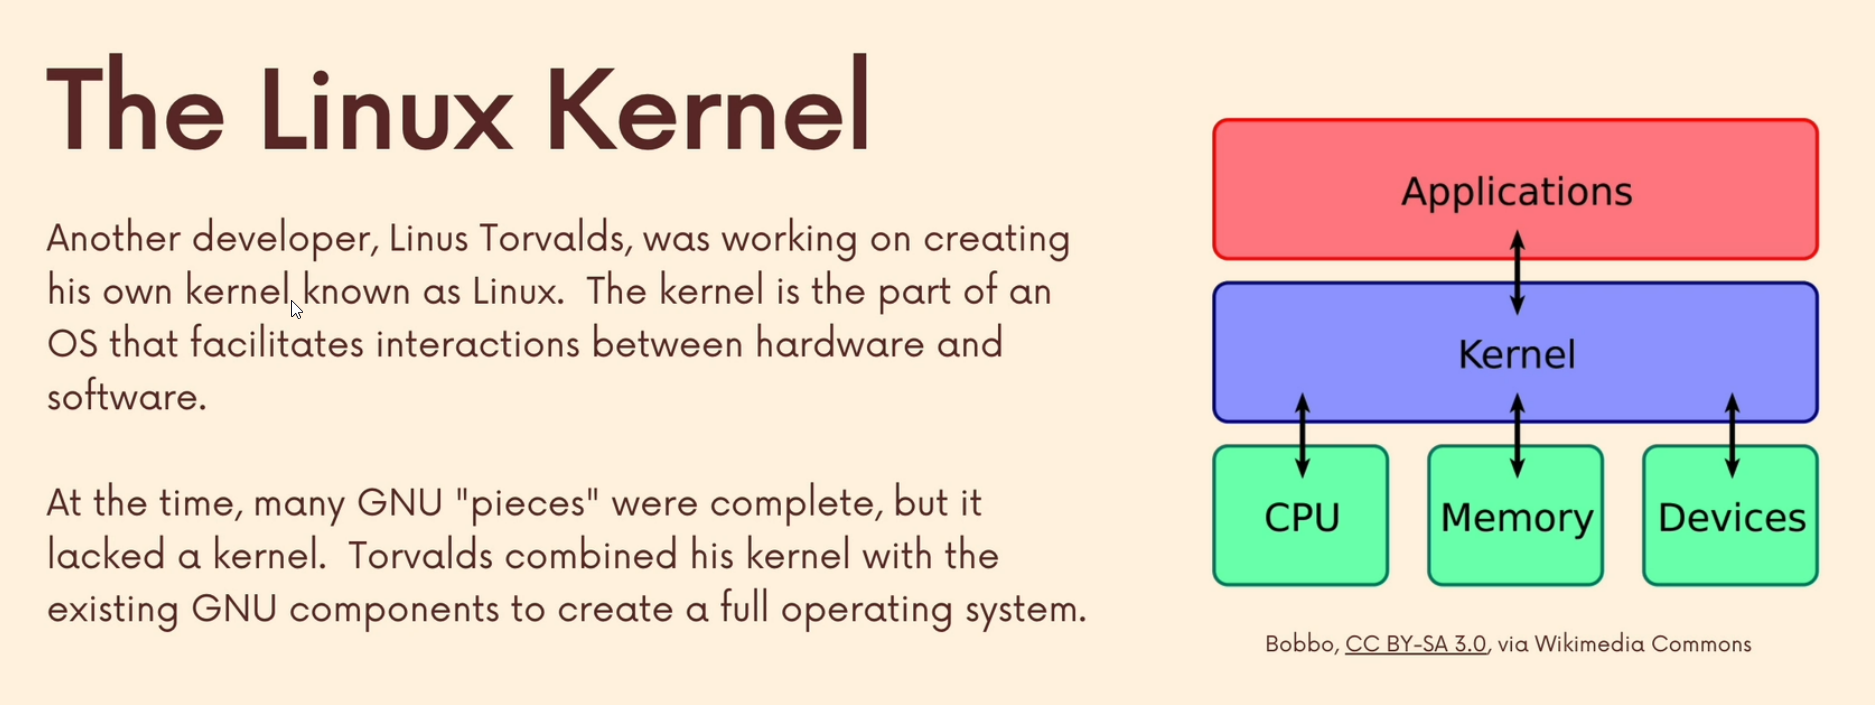 The Linux Kernel
Another developer, Linus Torvalds, was working on creating
his own kernel known as Linux.  The kernel is the part of an
OS that facilitates interactions between hardware and
software.
At the time, many GNU "pieces" were complete, but it
lacked a kernel.  Torvalds combined his kernel with the
existing GNU components to create a full operating system.
Applications
Kernel
CPU
Memory
Devices
Bobbo, CC BY-SA 3.0, via Wikimedia Commons